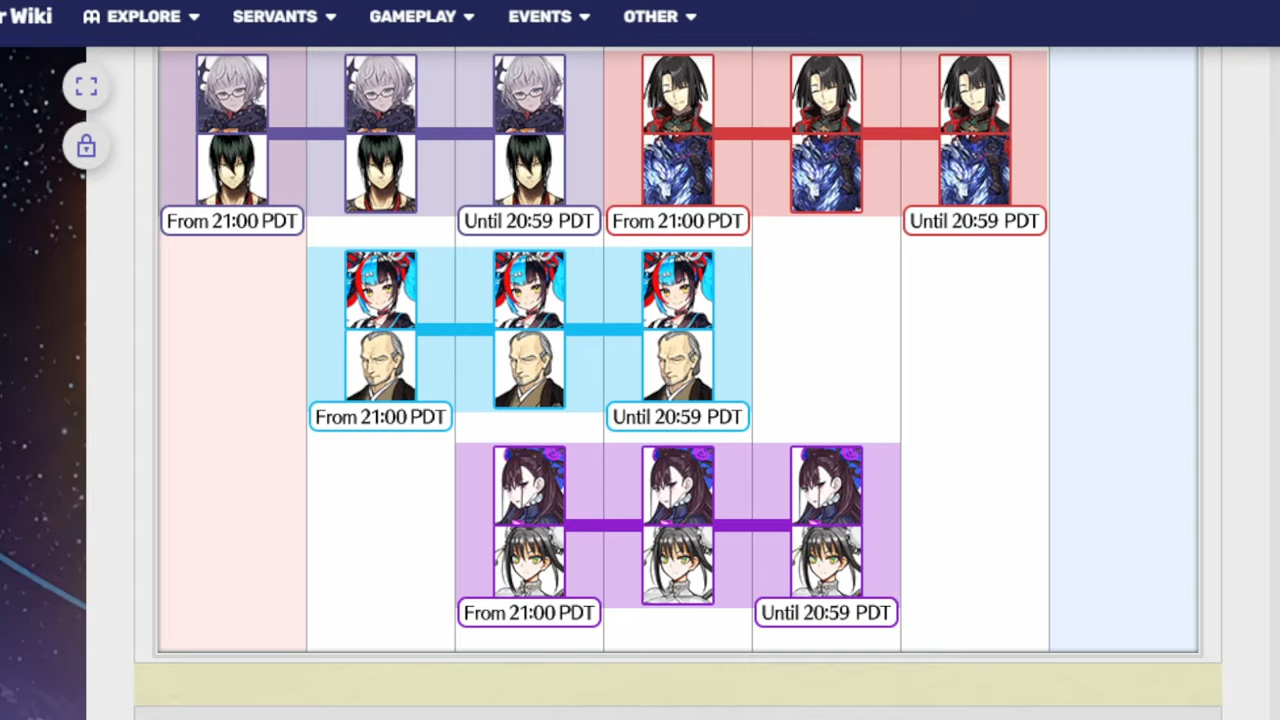 r Wiki
EXPLORE
SERVANTS
GAMEPLAY
EVENTS
OTHER
From 21:00 PDT
Until 20:59 PDT
From 21:00 PDT
Until 20:59 PDT
From 21:00 PDT
Until 20:59 PDT
From 21:00 PDT
Until 20:59 PDT